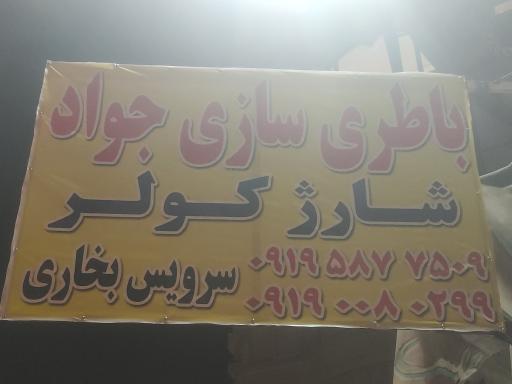 باطری سازی جواد
شارژ کولر
۰۹۱۹ ۵۸۷ ۷۵۰۹
سرویس بخاری
۰۹۱۹ ۰۰۸ ۰۲۹۹